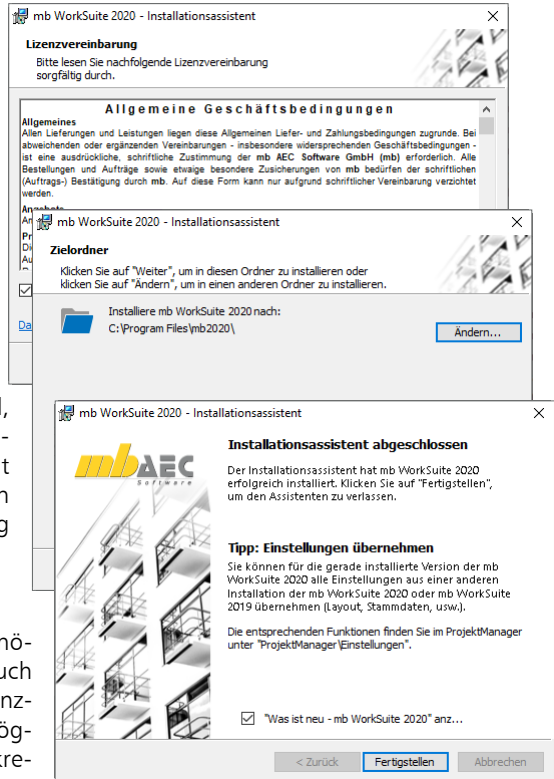 mb WorkSuite 2020 - Installationsassistent
Lizenzvereinbarung
Bitte lesen Sie nachfolgende Lizenzvereinbarung
sorgfältig durch.
Allgemeine Geschäftsbedingungen
Allgemeines
Allen Lieferungen und Leistungen liegen diese Allgemeinen Liefer- und Zahlungsbedingungen zugrunde. Bei
abweichenden oder ergänzenden Vereinbarungen - insbesondere widersprechenden Geschäftsbedingungen -
ist eine ausdrückliche, schriftliche Zustimmung der mb AEC Software GmbH (mb) erforderlich. Alle
Bestellungen und Aufträge sowie etwaige besondere Zusicherungen von mb bedürfen der schriftlichen
(Auftrags-) Bestätigung durch mb. Auf diese Form kann nur aufgrund schriftlicher Vereinbarung verzichtet
werden.
mb WorkSuite 2020 - Installationsassistent
Zielordner
Klicken Sie auf "Weiter", um in diesen Ordner zu installieren oder
klicken Sie auf "Ändern", um in einen anderen Ordner zu installieren.
Installiere mb WorkSuite 2020 nach:
C:\Program Files\mb2020\
Ändern...
mb WorkSuite 2020 - Installationsassistent
mbAEC
Software
Installationsassistent abgeschlossen
Der Installationsassistent hat mb WorkSuite 2020
erfolgreich installiert. Klicken Sie auf "Fertigstellen",
um den Assistenten zu verlassen.
Tipp: Einstellungen übernehmen
Sie können für die gerade installierte Version der mb
WorkSuite 2020 alle Einstellungen aus einer anderen
Installation der mb WorkSuite 2020 oder mb WorkSuite
2019 übernehmen (Layout, Stammdaten, usw.).
Die entsprechenden Funktionen finden Sie im ProjektManager
unter "ProjektManager\Einstellungen".
"Was ist neu - mb WorkSuite 2020" anz...
< Zurück
Fertigstellen
Abbrechen